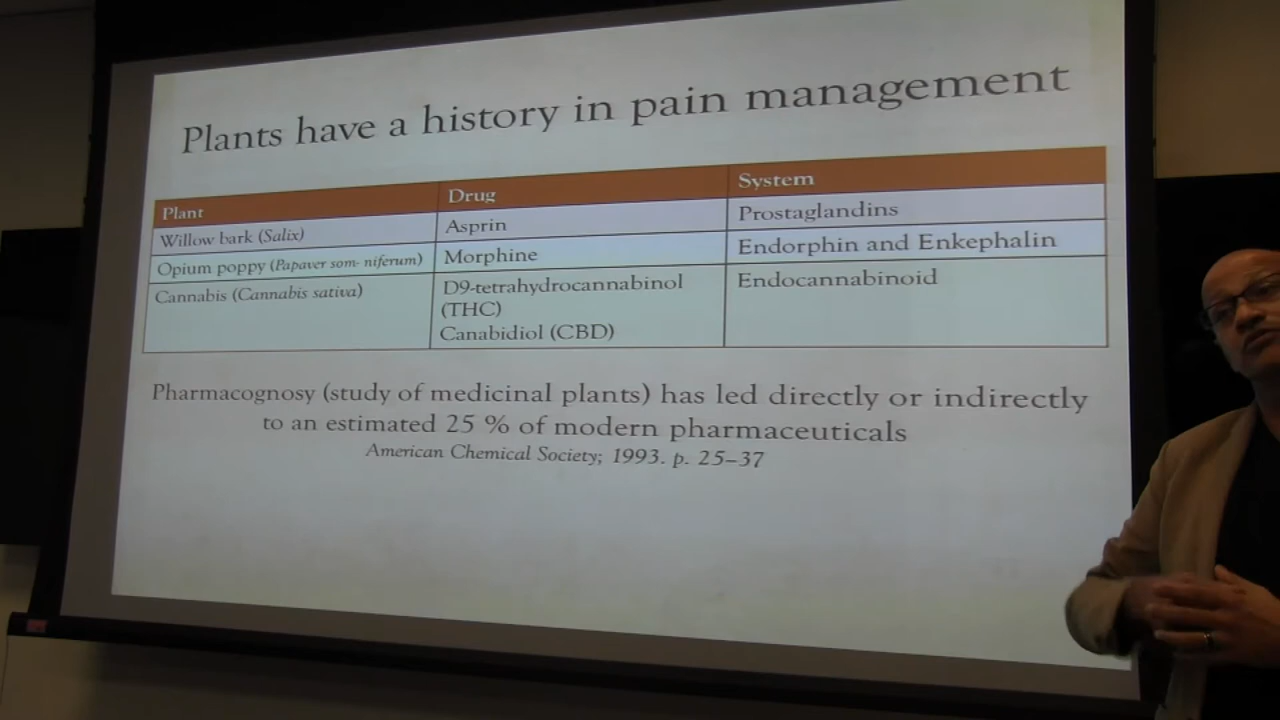 Plants have a history in pain management
Plant Drug System
Willow bark (Salix) Asprin Prostaglandins
Opium poppy (Papaver som- niferum) Morphine Endorphin and Enkephalin
Cannabis (Cannabis sativa) D9-tetrahydrocannabinol Endocannabinoid
(THC)
Canabidiol (CBD)
Pharmacognosy (study of medicinal plants) has led directly or indirectly
to an estimated 25 % of modern pharmaceuticals
American Chemical Society; 1993. p. 25–37